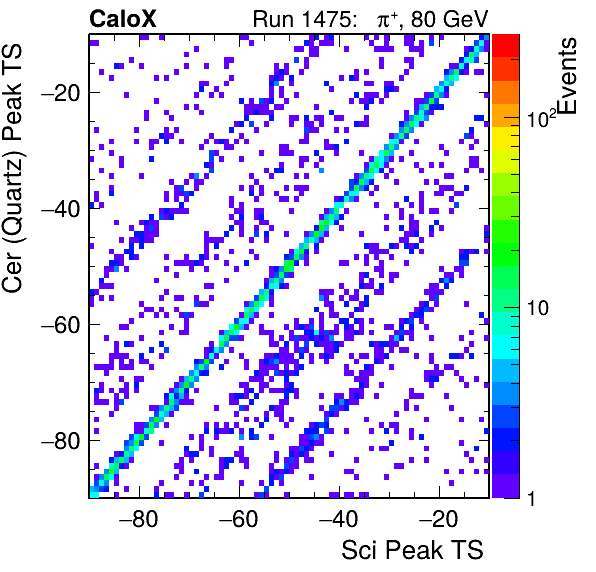 CaloX Run 1475: π⁺, 80 GeV
Cer (Quartz) Peak TS
−20
−40
−60
−80
−80 −60 −40 −20
Sci Peak TS
Events
10²
10
1